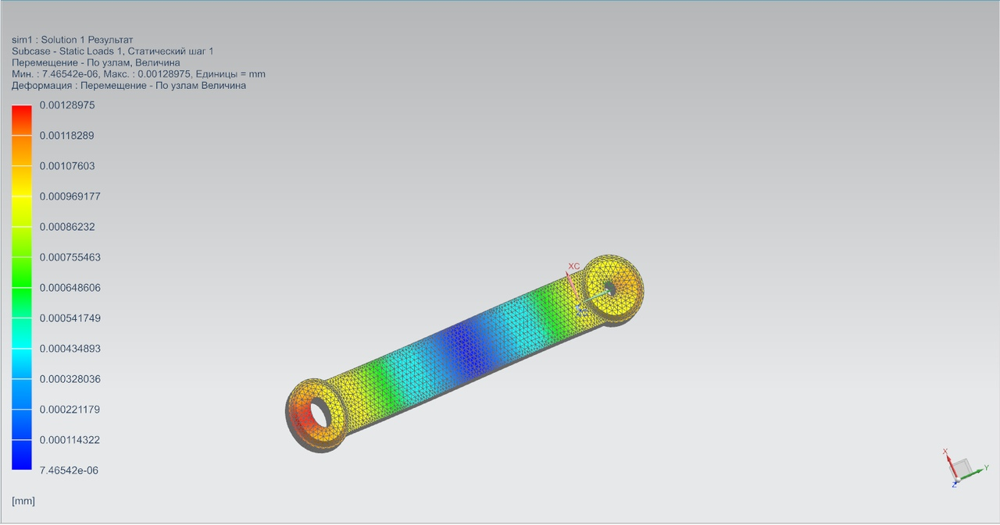 sim1 : Solution 1 Результат
Subcase - Static Loads 1, Статический шаг 1
Перемещение - По узлам, Величина
Мин. : 7.46542e-06, Макс. : 0.00128975, Единицы = mm
Деформация : Перемещение - По узлам Величина
0.00128975
0.00118289
0.00107603
0.000969177
0.00086232
0.000755463
0.000648606
0.000541749
0.000434893
0.000328036
0.000221179
0.000114322
7.46542e-06
[mm]
XC
X
Y
Z